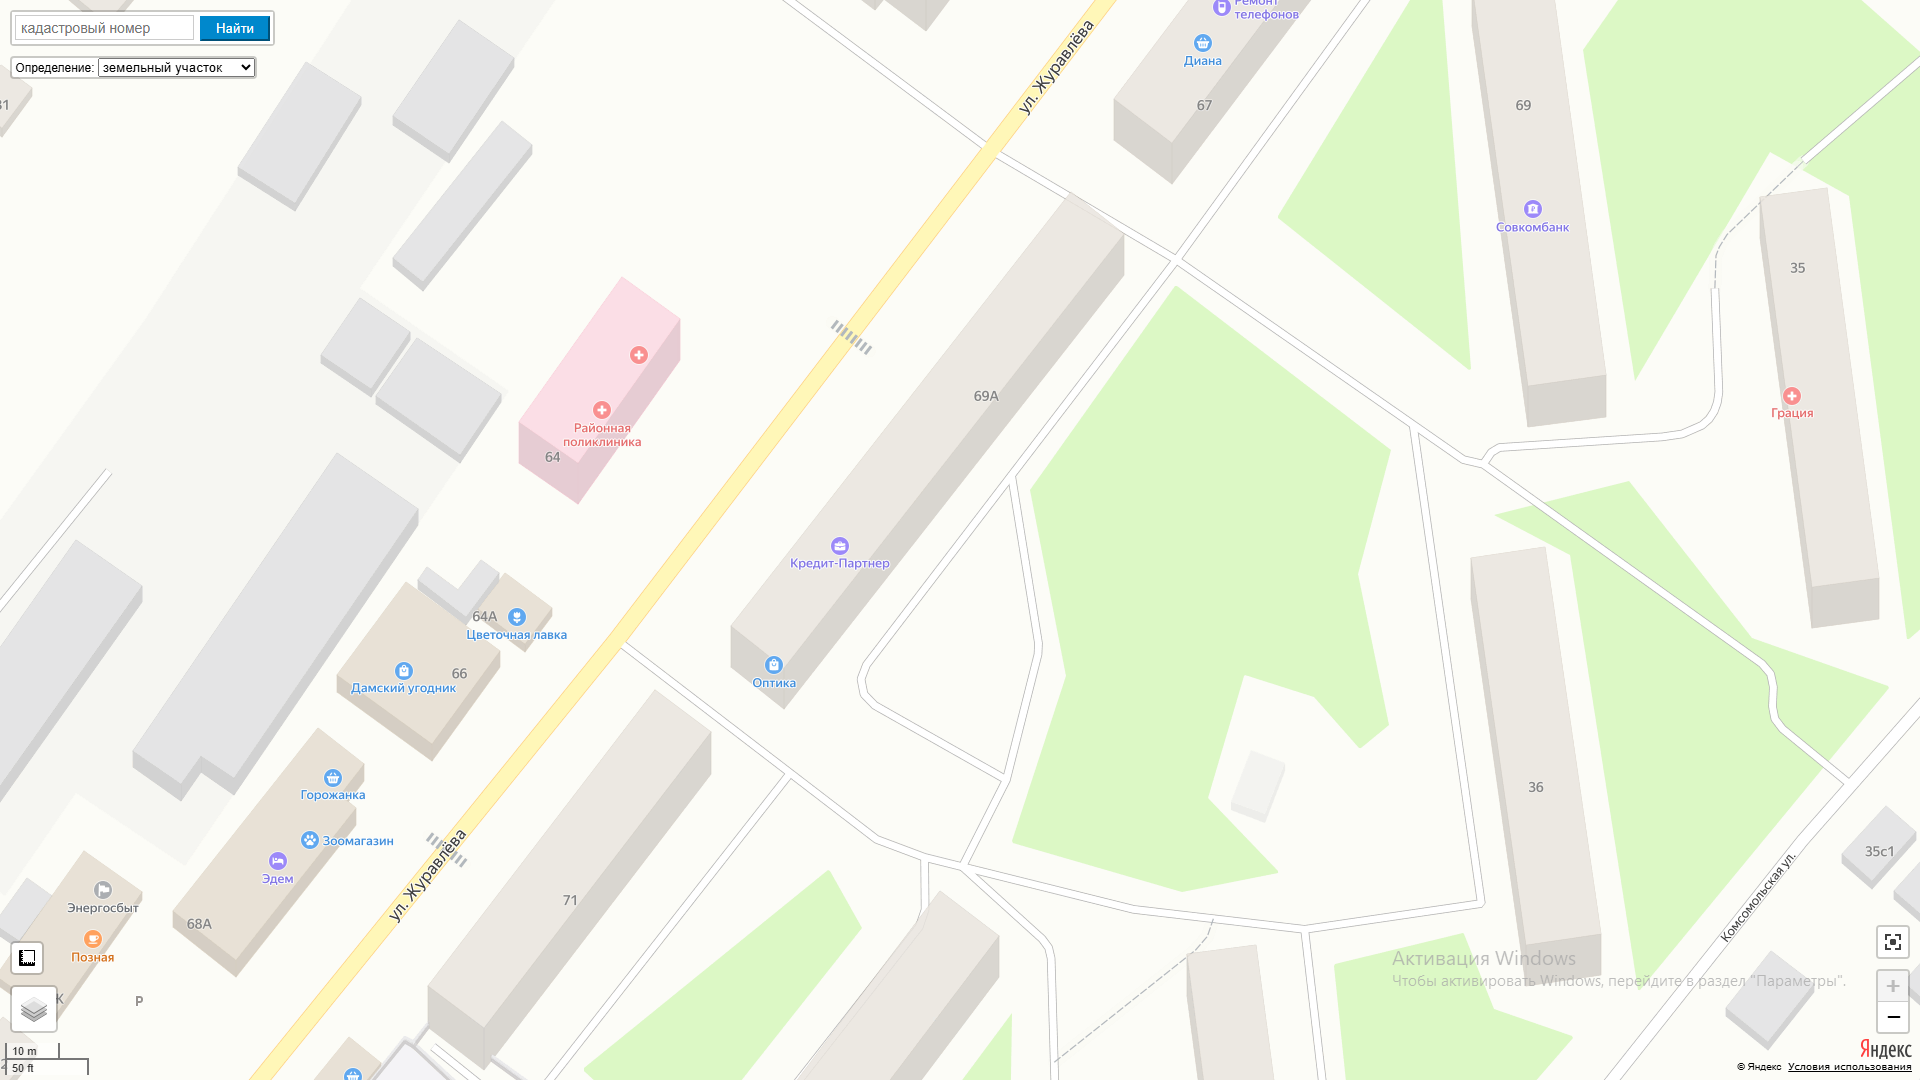 кадастровый номер
Найти
Определение: земельный участок
Ремонт
телефонов
Диана
67
69
ул. Журавлёва
31
Совкомбанк
35
Грация
69А
Районная
поликлиника
64
Кредит-Партнер
64А
Цветочная лавка
66
Дамский угодник
Оптика
Горожанка
Зоомагазин
Эдем
68А
ул. Журавлёва
71
36
35с1
Комсомольская ул.
Энергосбыт
Позная
К
Р
Активация Windows
Чтобы активировать Windows, перейдите в раздел "Параметры".
+
−
10 m
50 ft
Яндекс
© Яндекс Условия использования